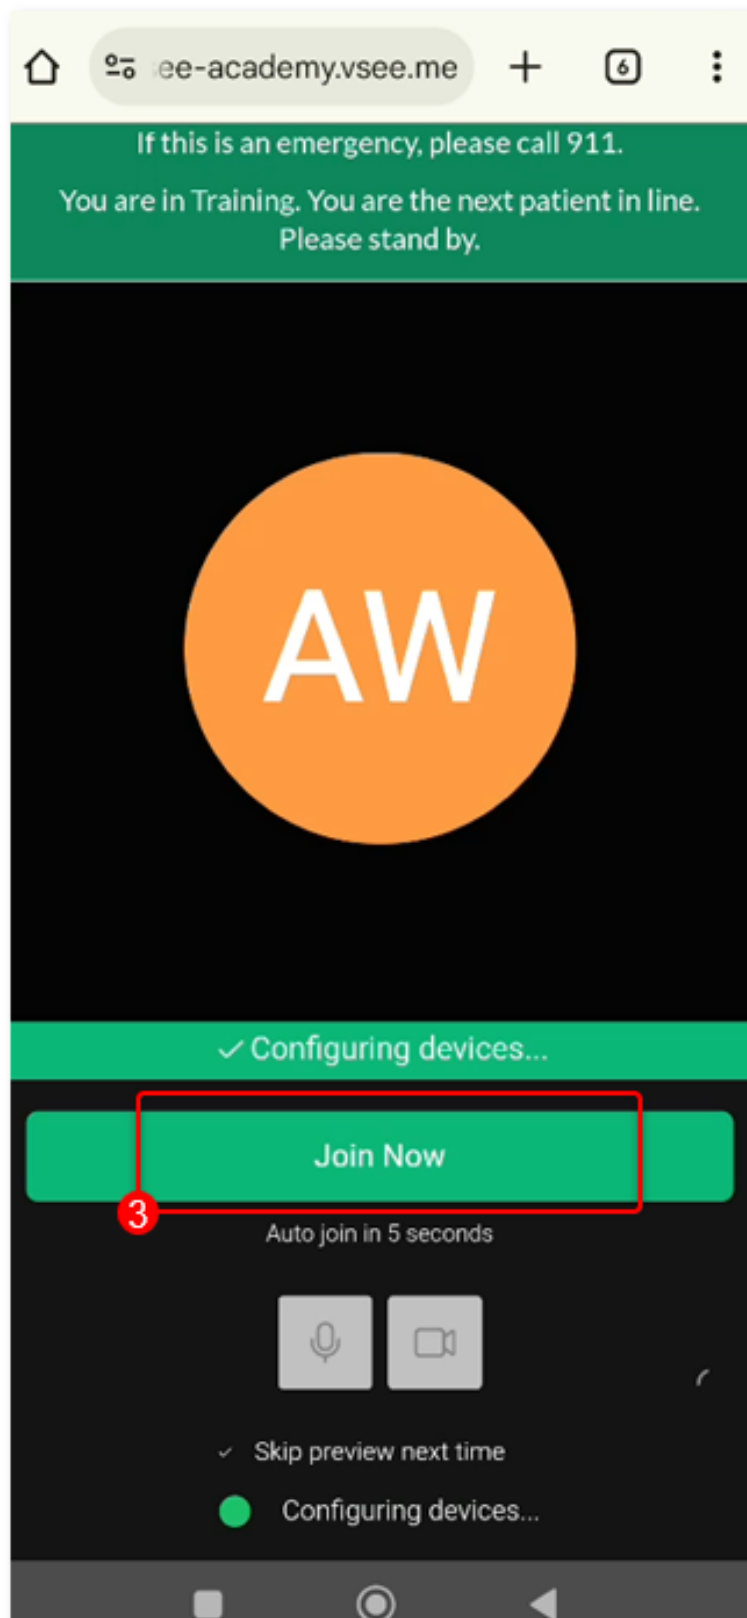 ee-academy.vsee.me
6
If this is an emergency, please call 911.
You are in Training. You are the next patient in line.
Please stand by.
AW
Configuring devices...
Join Now
3
Auto join in 5 seconds
Skip preview next time
Configuring devices...